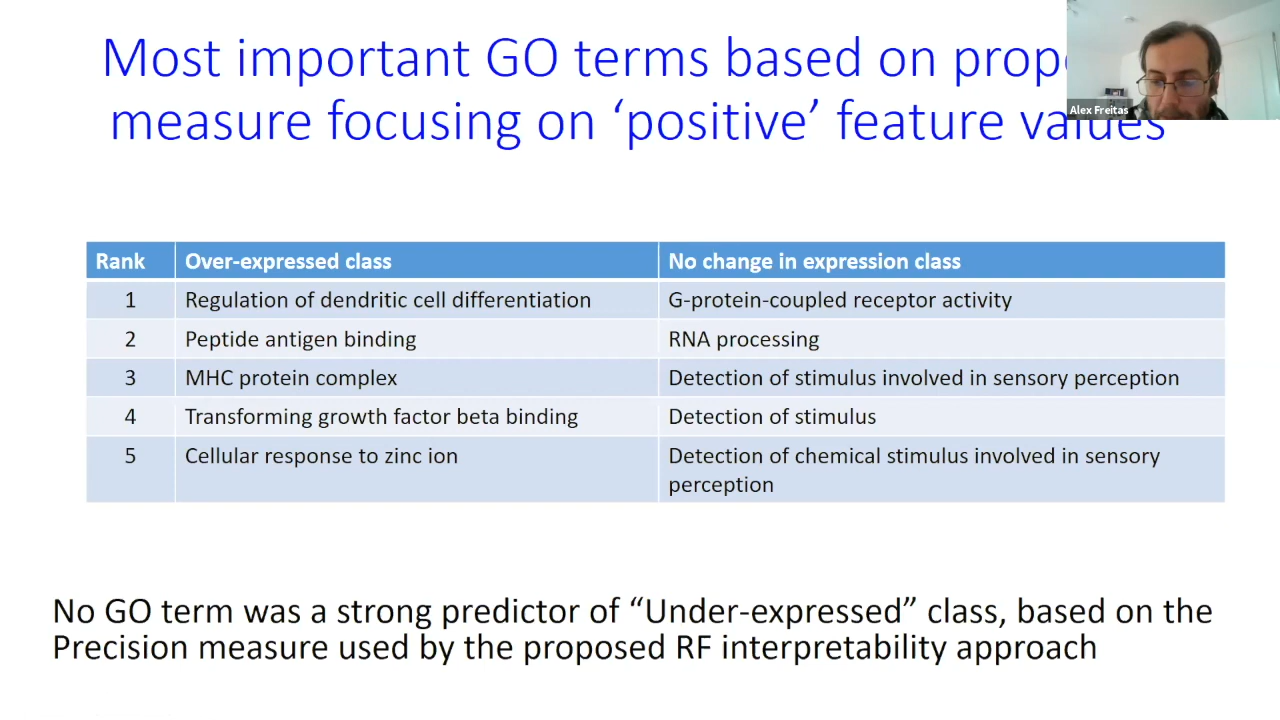 Most important GO terms based on
measure focusing on ‘positive’ feature values
Alex Freitas
Rank Over-expressed class No change in expression class
1 Regulation of dendritic cell differentiation G-protein-coupled receptor activity
2 Peptide antigen binding RNA processing
3 MHC protein complex Detection of stimulus involved in sensory perception
4 Transforming growth factor beta binding Detection of stimulus
5 Cellular response to zinc ion Detection of chemical stimulus involved in sensory
perception
No GO term was a strong predictor of “Under-expressed” class, based on the
Precision measure used by the proposed RF interpretability approach